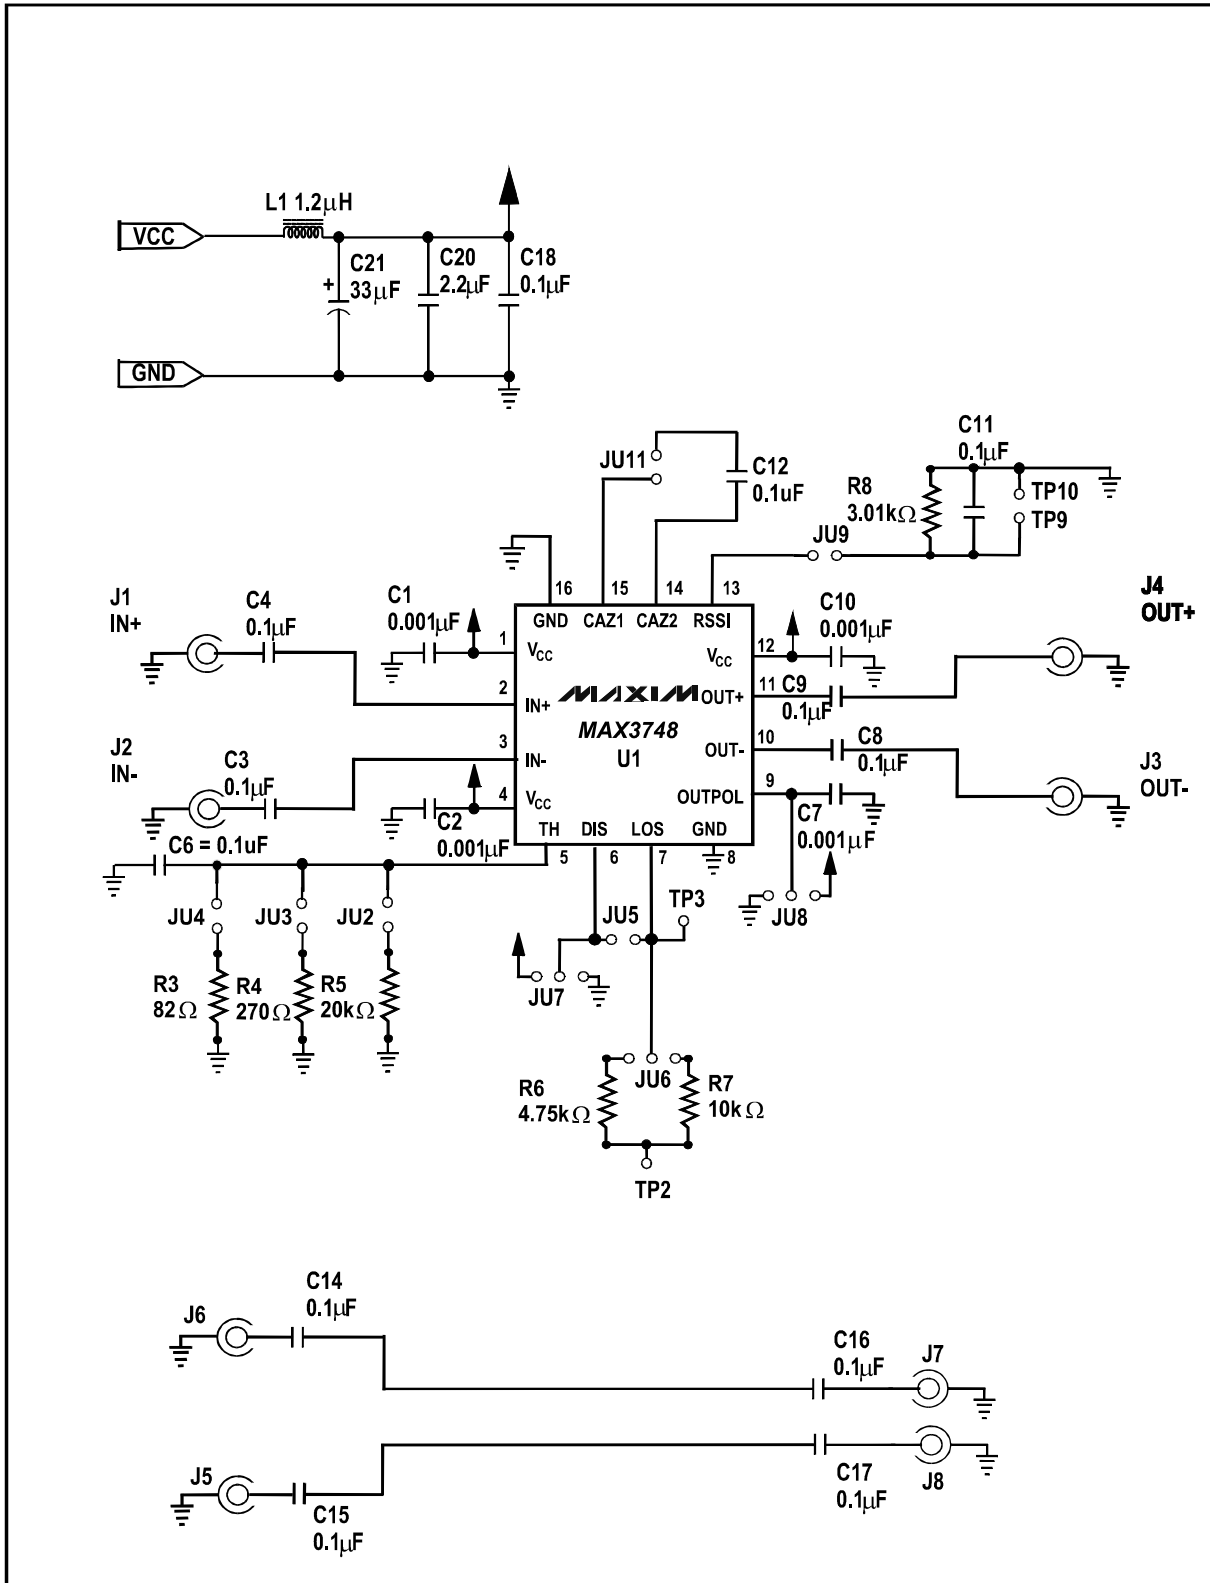 L1 1.2μH
VCC
C21
33μF
+
C20
2.2μF
C18
0.1μF
GND
JU11
C12
0.1uF
C11
0.1μF
R8
3.01kΩ
TP10
TP9
JU9
J1
IN+
C4
0.1μF
C1
0.001μF
16
15
14
13
GND
CAZ1
CAZ2
RSSI
C10
0.001μF
J4
OUT+
1
VCC
VCC
12
2
IN+
MAXIM
OUT+
11
C9
0.1μF
MAX3748
U1
J2
IN-
C3
0.1μF
3
IN-
OUT-
10
C8
0.1μF
J3
OUT-
4
VCC
OUTPOL
9
C2
0.001μF
TH
DIS
LOS
GND
5
6
7
8
C7
0.001μF
C6 = 0.1uF
JU4
JU3
JU2
JU5
TP3
JU8
JU7
R3
82Ω
R4
270Ω
R5
20kΩ
JU6
R6
4.75kΩ
R7
10kΩ
TP2
J6
C14
0.1μF
C16
0.1μF
J7
J5
C15
0.1μF
C17
0.1μF
J8